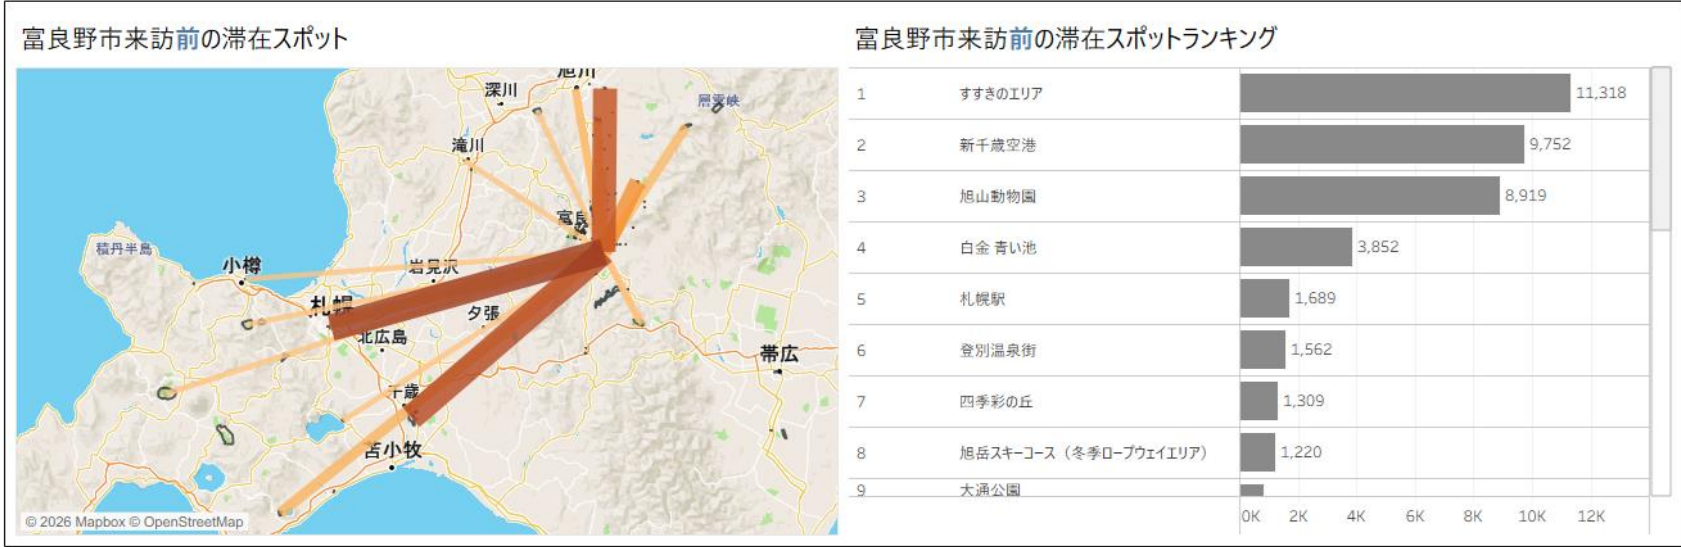 富良野市来訪前の滞在スポット
旭川
深川
層雲峡
滝川
富良
積丹半島
小樽
岩見沢
札幌
夕張
北広島
帯広
千歳
苫小牧
© 2026 Mapbox © OpenStreetMap
富良野市来訪前の滞在スポットランキング
1 すすきのエリア 11,318
2 新千歳空港 9,752
3 旭山動物園 8,919
4 白金 青い池 3,852
5 札幌駅 1,689
6 登別温泉街 1,562
7 四季彩の丘 1,309
8 旭岳スキーコース（冬季ロープウェイエリア） 1,220
9 大通公園
0K 2K 4K 6K 8K 10K 12K